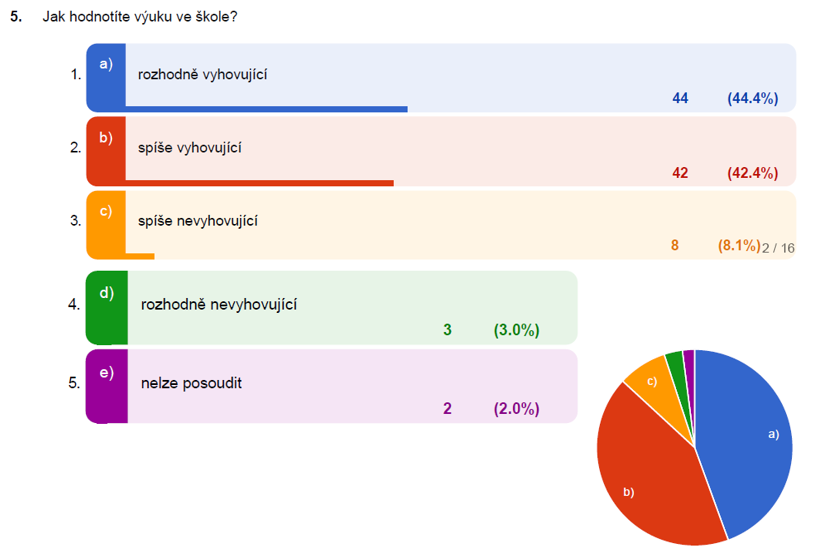 5. Jak hodnotíte výuku ve škole?
1. a) rozhodně vyhovující
44 (44.4%)
2. b) spíše vyhovující
42 (42.4%)
3. c) spíše nevyhovující
8 (8.1%) 2 / 16
4. d) rozhodně nevyhovující
3 (3.0%)
5. e) nelze posoudit
2 (2.0%)
c)
a)
b)